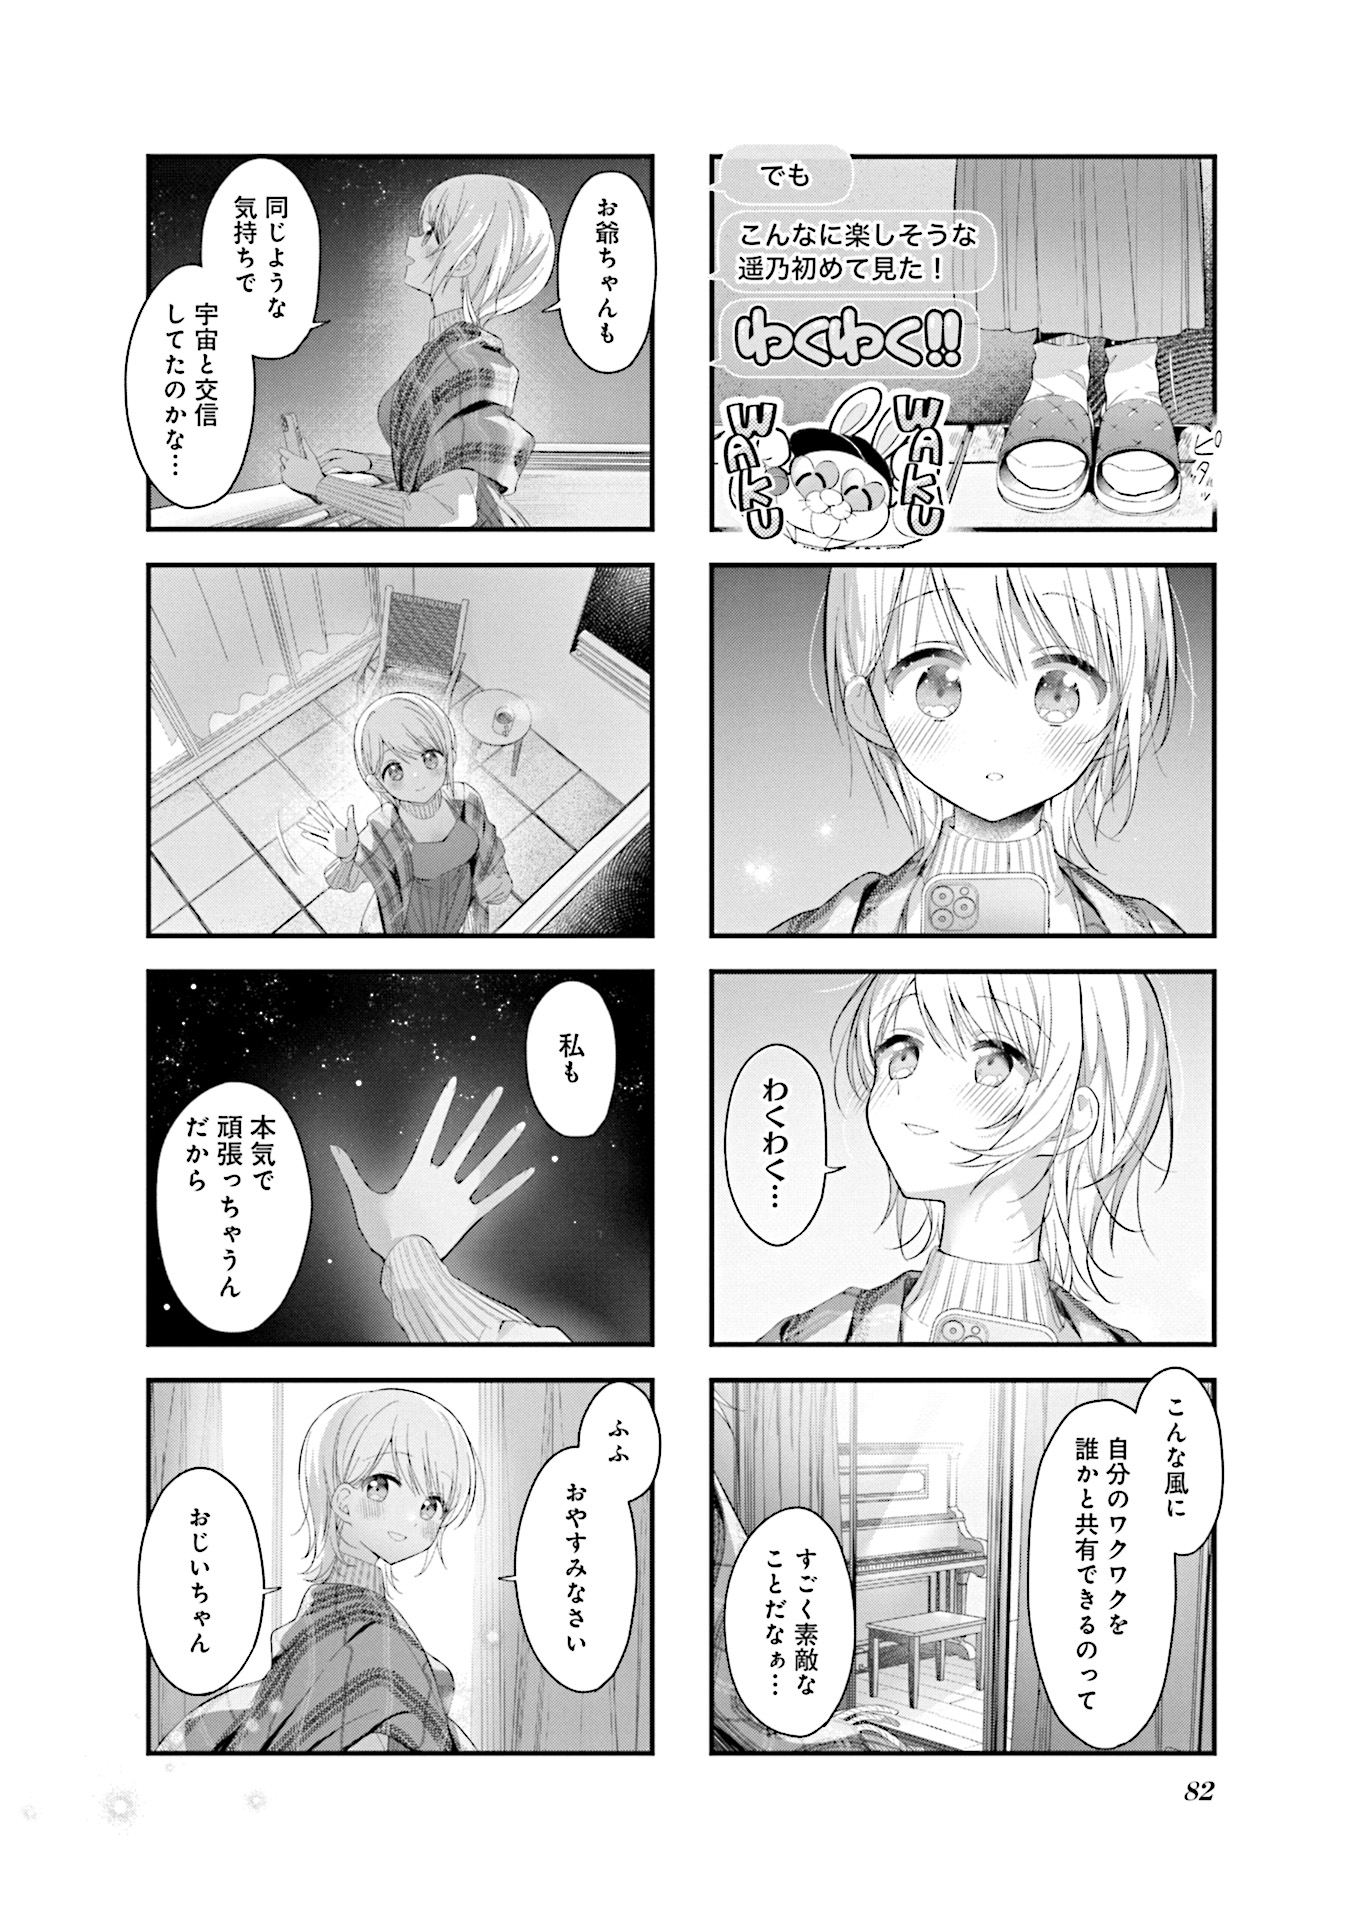 でも
こんなに楽しそうな
遥乃初めて見た！
わくわく!!
WAKU
WAKU
ピタッ
わくわく…
こんな風に
自分のワクワクを
誰かと共有できるのって
すごく素敵な
ことだなぁ…
お爺ちゃんも
同じような
気持ちで
宇宙と交信
してたのかな…
私も
本気で
頑張っちゃうん
だから
ふふ
おやすみなさい
おじいちゃん
82